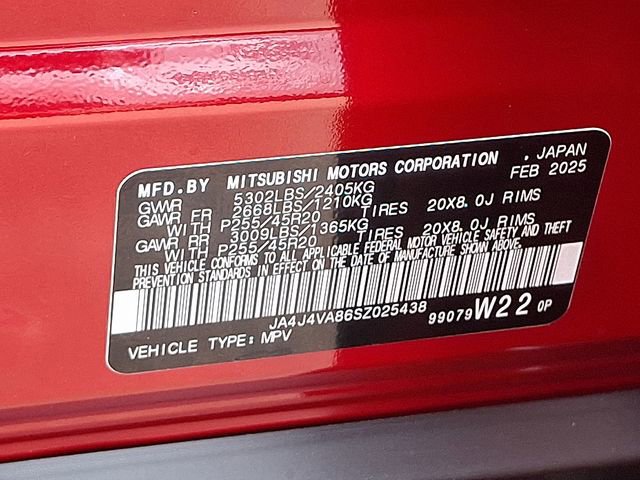 MFD.BY MITSUBISHI MOTORS CORPORATION , JAPAN
GVWR 5302LBS/2405KG FEB 2025
GAWR FR 2668LBS/1210KG
WITH P255/45R20 TIRES 20X8.0J RIMS
GAWR RR 3009LBS/1365KG
WITH P255/45R20 TIRES 20X8.0J RIMS
THIS VEHICLE CONFORMS TO ALL APPLICABLE FEDERAL MOTOR VEHICLE SAFETY AND THEFT
PREVENTION STANDARDS IN EFFECT ON THE DATE OF MANUFACTURE SHOWN ABOVE.
JA4J4VA86SZ025438 99079 W22 0P
VEHICLE TYPE: MPV